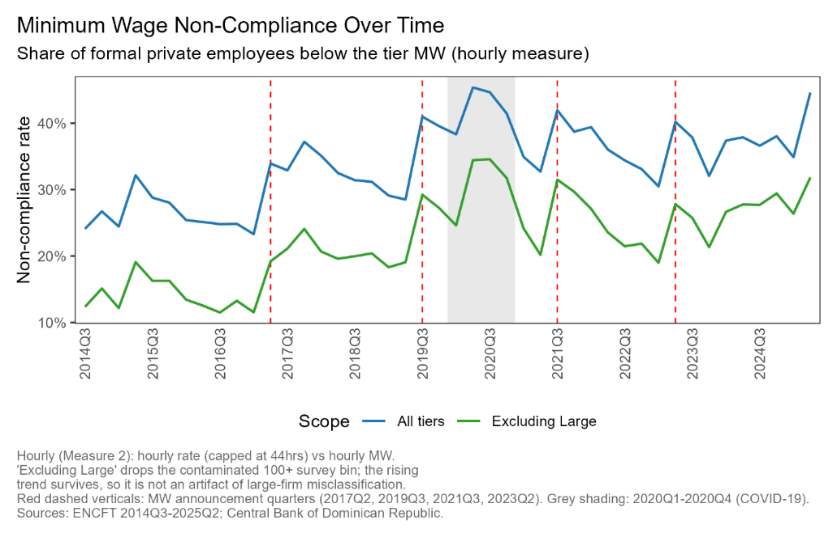 Minimum Wage Non-Compliance Over Time
Share of formal private employees below the tier MW (hourly measure)
Non-compliance rate
40%
30%
20%
10%
2014Q3
2015Q3
2016Q3
2017Q3
2018Q3
2019Q3
2020Q3
2021Q3
2022Q3
2023Q3
2024Q3
Scope
All tiers
Excluding Large
Hourly (Measure 2): hourly rate (capped at 44hrs) vs hourly MW.
'Excluding Large' drops the contaminated 100+ survey bin; the rising
trend survives, so it is not an artifact of large-firm misclassification.
Red dashed verticals: MW announcement quarters (2017Q2, 2019Q3, 2021Q3, 2023Q2). Grey shading: 2020Q1-2020Q4 (COVID-19).
Sources: ENCFT 2014Q3-2025Q2; Central Bank of Dominican Republic.